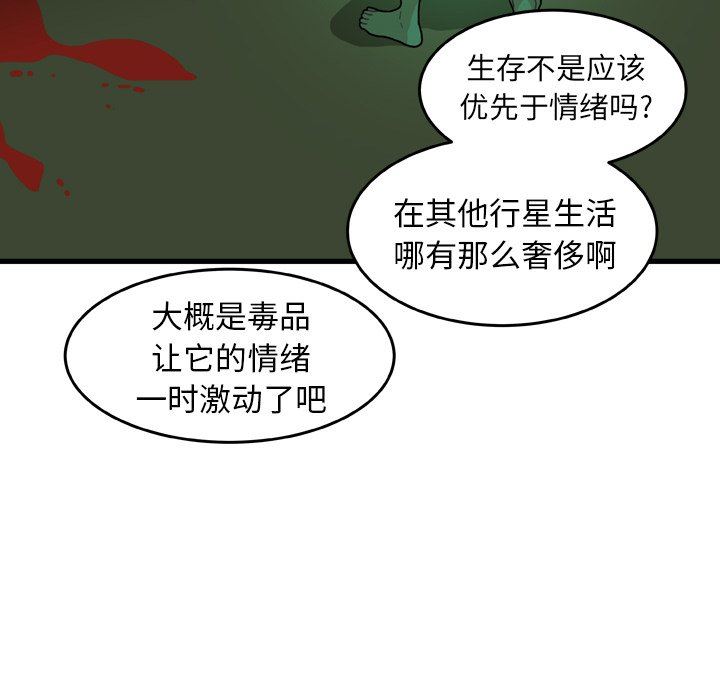 生存不是应该
优先于情绪吗?
在其他行星生活
哪有那么奢侈啊
大概是毒品
让它的情绪
一时激动了吧